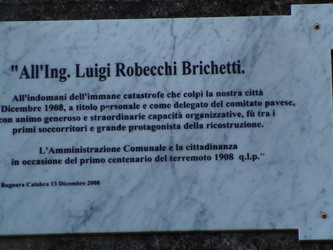 "All'Ing. Luigi Robecchi Brichetti.
All'indomani dell'immane catastrofe che colpì la nostra città
Dicembre 1908, a titolo personale e come delegato del comitato pavese,
con animo generoso e straordinarie capacità organizzative, fù tra i
primi soccorritori e grande protagonista della ricostruzione.
L'Amministrazione Comunale e la cittadinanza
in occasione del primo centenario del terremoto 1908 q.l.p."
Bagnara Calabra 13 Dicembre 2008